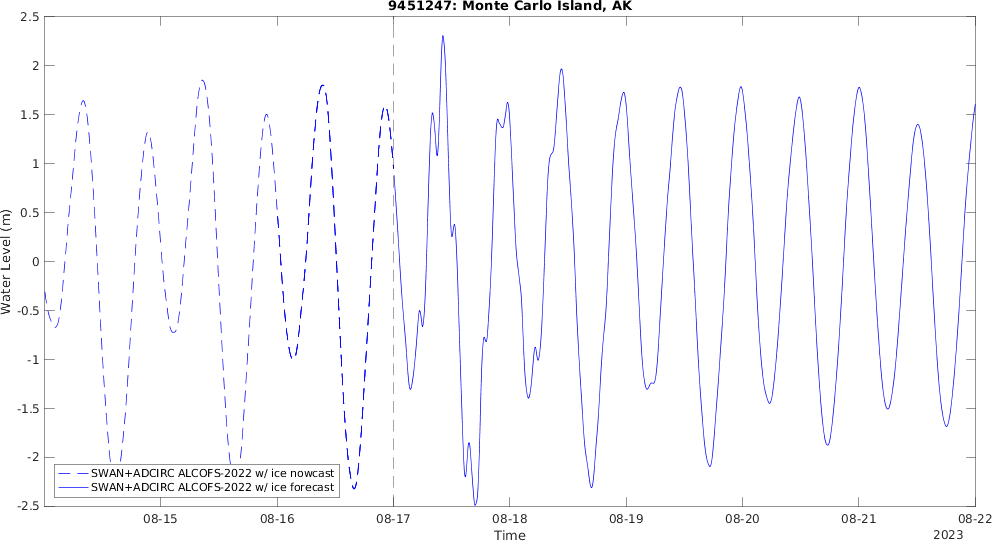 9451247: Monte Carlo Island, AK
2.5
2
1.5
1
0.5
0
-0.5
-1
-1.5
-2
-2.5
Water Level (m)
SWAN+ADCIRC ALCOFS-2022 w/ ice nowcast
SWAN+ADCIRC ALCOFS-2022 w/ ice forecast
08-15 08-16 08-17 08-18 08-19 08-20 08-21 08-22
Time
2023